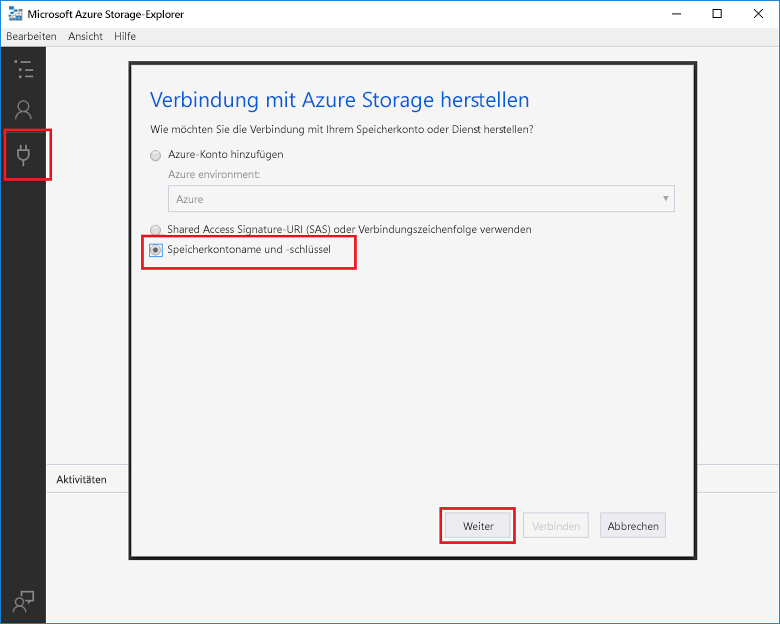 Microsoft Azure Storage-Explorer
Bearbeiten Ansicht Hilfe
Verbindung mit Azure Storage herstellen
Wie möchten Sie die Verbindung mit Ihrem Speicherkonto oder Dienst herstellen?
Azure-Konto hinzufügen
Azure environment:
Azure
Shared Access Signature-URI (SAS) oder Verbindungszeichenfolge verwenden
Speicherkontoname und -schlüssel
Aktivitäten
Weiter Verbinden Abbrechen